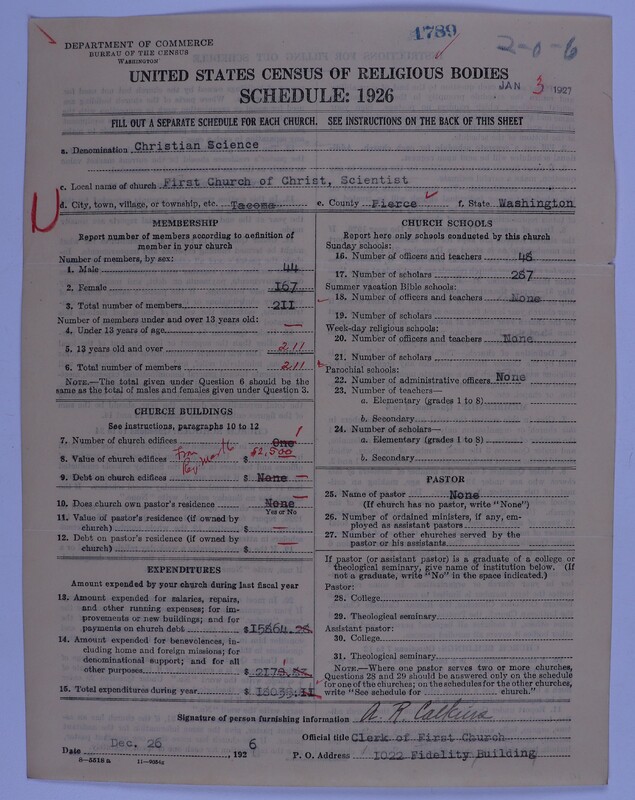 DEPARTMENT OF COMMERCE
BUREAU OF THE CENSUS
WASHINGTON
4789
2-0-6
UNITED STATES CENSUS OF RELIGIOUS BODIES
SCHEDULE: 1926
JAN 3 1927
FILL OUT A SEPARATE SCHEDULE FOR EACH CHURCH. SEE INSTRUCTIONS ON THE BACK OF THIS SHEET
a. Denomination Christian Science
c. Local name of church First Church of Christ, Scientist
d. City, town, village, or township, etc. Tacoma e. County Pierce f. State Washington
MEMBERSHIP
Report number of members according to definition of
member in your church
Number of members, by sex:
1. Male 44
2. Female 167
3. Total number of members 211
Number of members under and over 13 years old:
4. Under 13 years of age —
5. 13 years old and over 211
6. Total number of members 211
NOTE.—The total given under Question 6 should be
same as the total of males and females given under Question 3.
CHURCH BUILDINGS
See instructions, paragraphs 10 to 12
7. Number of church edifices One 1
8. Value of church edifices $
9. Debt on church edifices $ None —
10. Does church own pastor's residence None —
Yes or No
11. Value of pastor's residence (if owned by
church) $ —
12. Debt on pastor's residence (if owned by
church) $ —
EXPENDITURES
Amount expended by your church during last fiscal year
13. Amount expended for salaries, repairs,
and other running expenses; for im-
provements or new buildings; and for
payments on church debt $
14. Amount expended for benevolences, in-
cluding home and foreign missions; for
denominational support; and for all
other purposes $
15. Total expenditures during year $
CHURCH SCHOOLS
Report here only schools conducted by this church
Sunday schools:
16. Number of officers and teachers
17. Number of scholars 267
Summer vacation Bible schools:
18. Number of officers and teachers None
19. Number of scholars
Week-day religious schools:
20. Number of officers and teachers None
21. Number of scholars
Parochial schools:
22. Number of administrative officers None
23. Number of teachers—
a. Elementary (grades 1 to 8)
b. Secondary
24. Number of scholars—
a. Elementary (grades 1 to 8)
b. Secondary
PASTOR
25. Name of pastor None
(If church has no pastor, write "None")
26. Number of ordained ministers, if any, em-
ployed as assistant pastors
27. Number of other churches served by the
pastor or his assistants
If pastor (or assistant pastor) is a graduate of a college or
theological seminary, give name of institution below. (If
not a graduate, write "No" in the space indicated.)
Pastor:
28. College
29. Theological seminary
Assistant pastor:
30. College
31. Theological seminary
NOTE.—Where one pastor serves two or more churches,
Questions 28 and 29 should be answered only on the schedule
for one of the churches; on the schedules for the other churches,
write "See schedule for church."
Signature of person furnishing information A. R. Calkins
Official title Clerk of First Church
Date Dec. 26 , 192 6 P. O. Address 1022 Fidelity Building
8-5518a